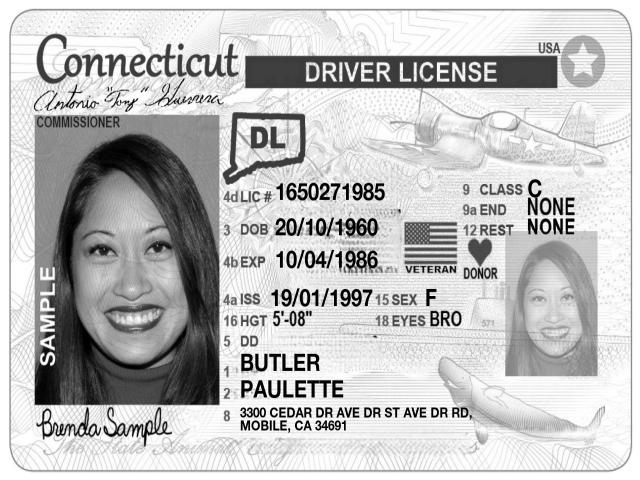 Connecticut
DRIVER LICENSE
USA
Antonio "Tony" Guerrera
COMMISSIONER
DL
4d LIC # 1650271985
9 CLASS C
9a END NONE
3 DOB 20/10/1960
12 REST NONE
4b EXP 10/04/1986
VETERAN
DONOR
4a ISS 19/01/1997 15 SEX F
16 HGT 5'-08" 18 EYES BRO
571
5 DD
1 BUTLER
2 PAULETTE
8 3300 CEDAR DR AVE DR ST AVE DR RD,
MOBILE, CA 34691
SAMPLE
Brenda Sample
The State Animal